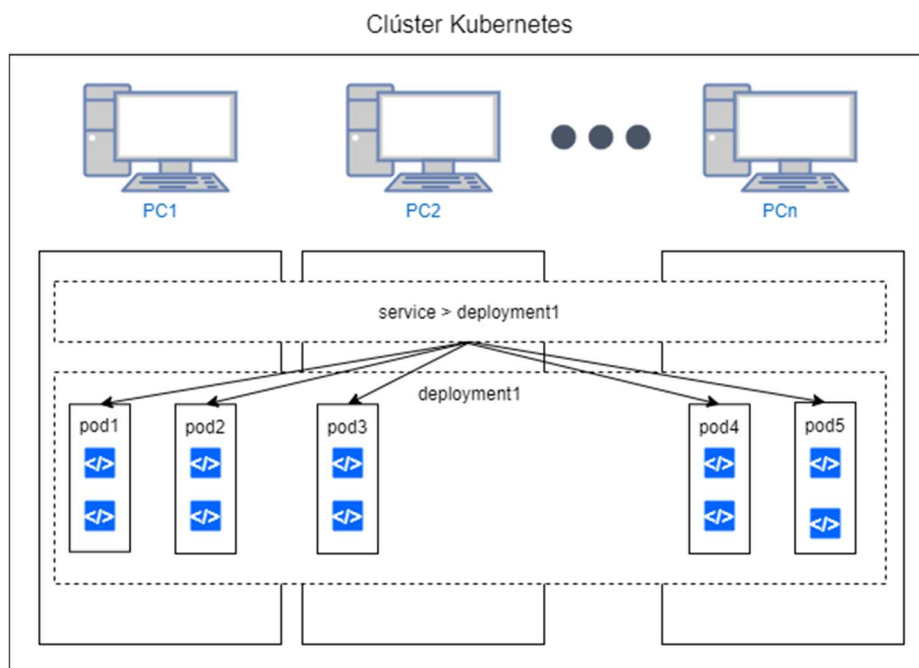 Clúster Kubernetes
PC1
PC2
PCn
service > deployment1
deployment1
pod1
pod2
pod3
pod4
pod5
</>
</>
</>
</>
</>
</>
</>
</>
</>
</>